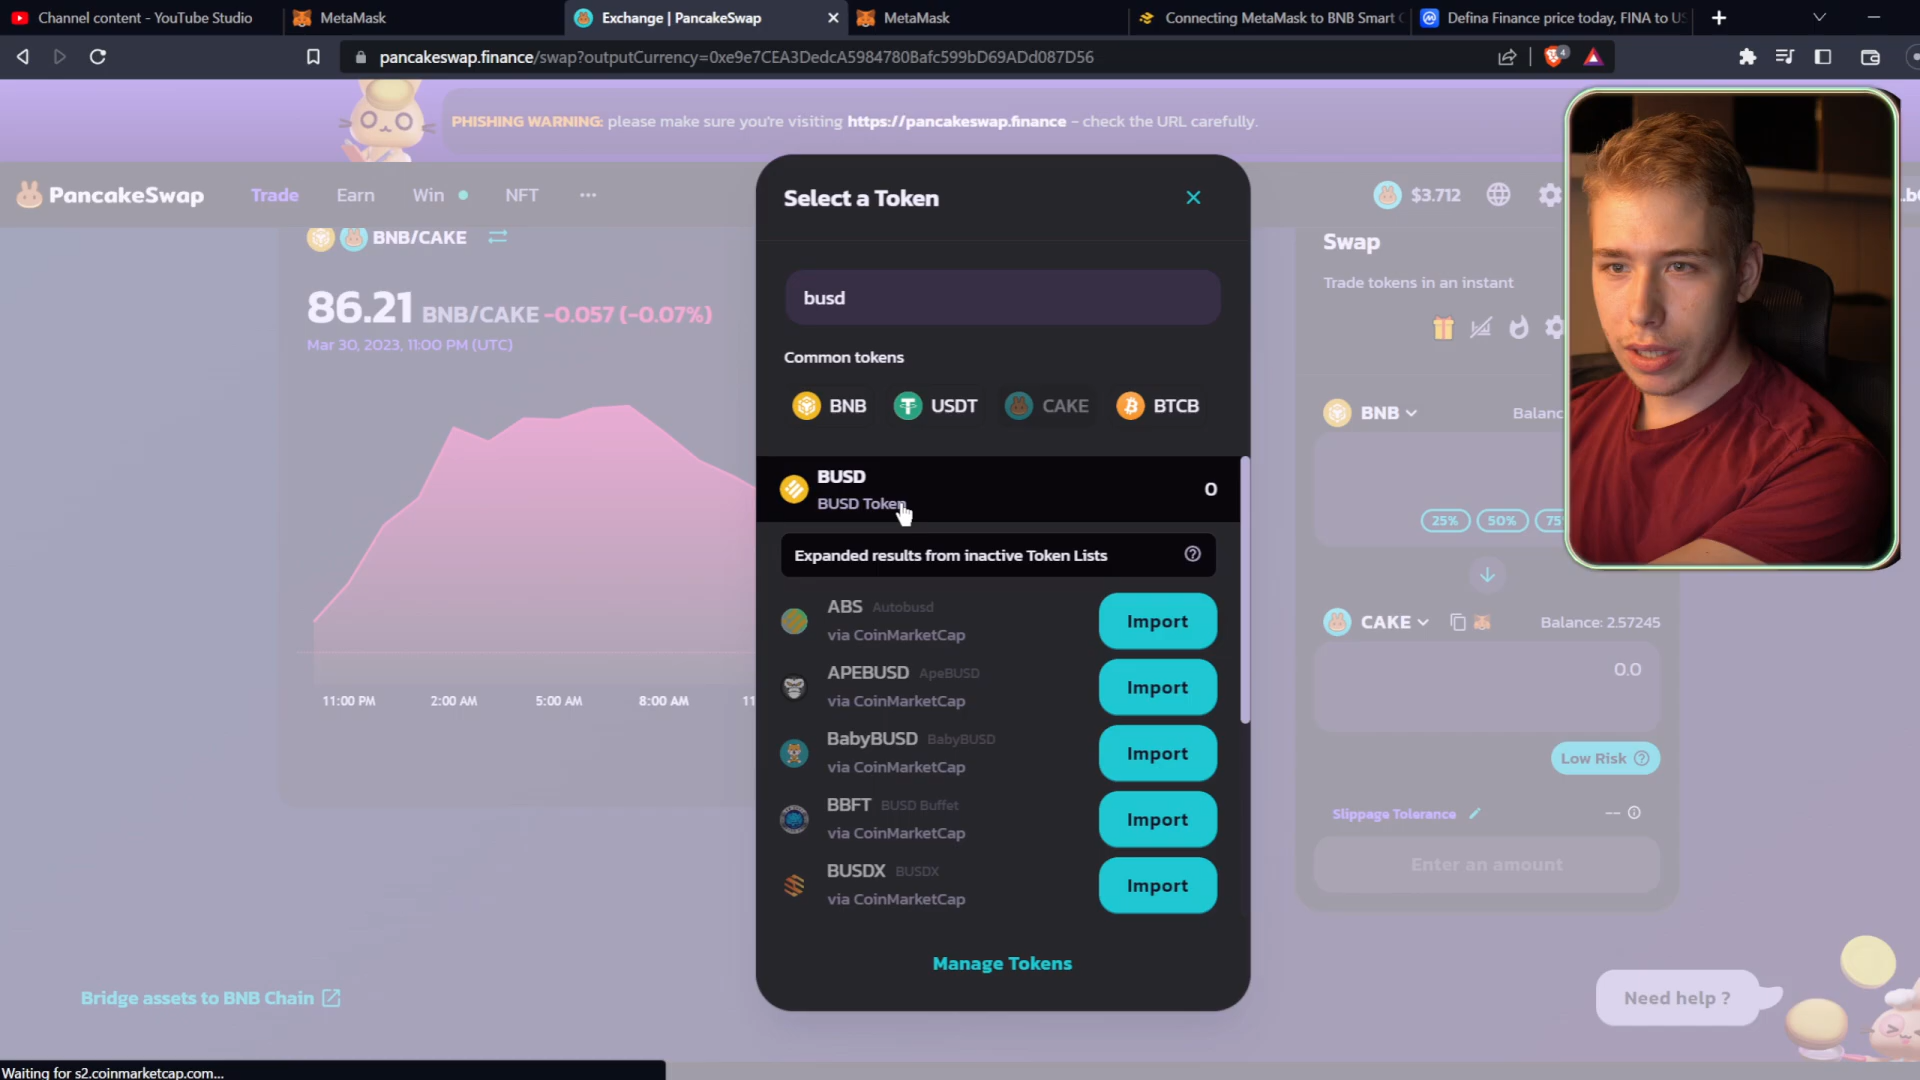 Channel content - YouTube Studio
MetaMask
Exchange | PancakeSwap
MetaMask
Connecting MetaMask to BNB Smart
Defina Finance price today, FINA to US
pancakeswap.finance/swap?outputCurrency=0xe9e7CEA3DedcA5984780Bafc599bD69ADd087D56
4
PHISHING WARNING: please make sure you're visiting https://pancakeswap.finance - check the URL carefully.
PancakeSwap
Trade
Earn
Win
NFT
$3.712
BNB/CAKE
86.21 BNB/CAKE -0.057 (-0.07%)
Mar 30, 2023, 11:00 PM (UTC)
11:00 PM
2:00 AM
5:00 AM
8:00 AM
11
Bridge assets to BNB Chain
Select a Token
busd
Common tokens
BNB
USDT
CAKE
BTCB
BUSD
BUSD Token
0
Expanded results from inactive Token Lists
ABS Autobusd
via CoinMarketCap
Import
APEBUSD ApeBUSD
via CoinMarketCap
Import
BabyBUSD BabyBUSD
via CoinMarketCap
Import
BBFT BUSD Buffet
via CoinMarketCap
Import
BUSDX BUSDX
via CoinMarketCap
Import
Manage Tokens
Swap
Trade tokens in an instant
BNB
Balanc
25%
50%
75
CAKE
Balance: 2.57245
0.0
Low Risk
Slippage Tolerance
--
Enter an amount
Need help ?
Waiting for s2.coinmarketcap.com...